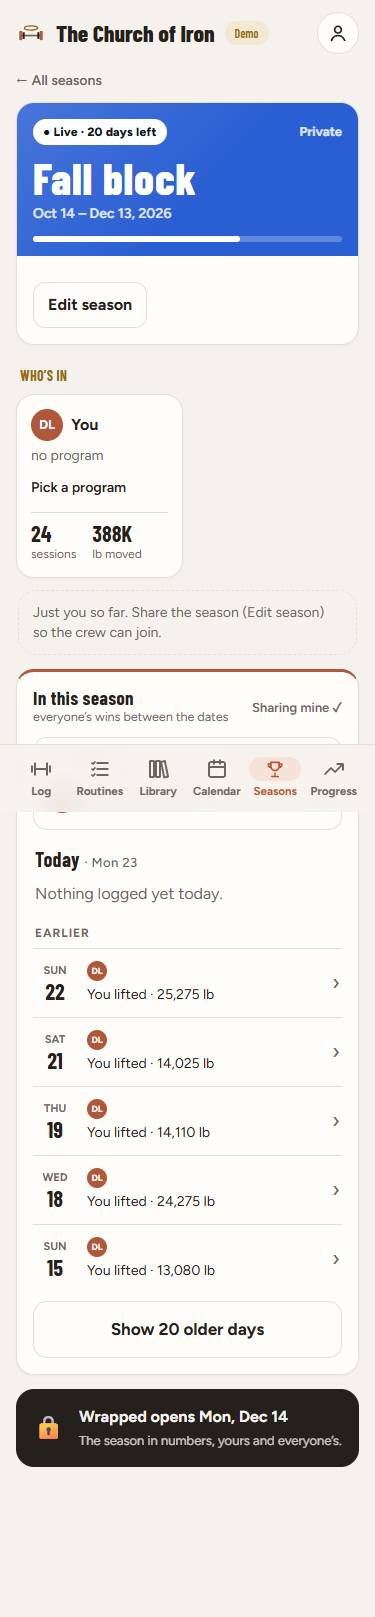 The Church of Iron Demo
← All seasons
● Live · 20 days left Private
Fall block
Oct 14 – Dec 13, 2026
Edit season
WHO'S IN
DL You
no program
Pick a program
24 388K
sessions lb moved
Just you so far. Share the season (Edit season)
so the crew can join.
In this season
everyone's wins between the dates
Sharing mine ✓
Log Routines Library Calendar Seasons Progress
Today · Mon 23
Nothing logged yet today.
EARLIER
SUN DL
22 You lifted · 25,275 lb ›
SAT DL
21 You lifted · 14,025 lb ›
THU DL
19 You lifted · 14,110 lb ›
WED DL
18 You lifted · 24,275 lb ›
SUN DL
15 You lifted · 13,080 lb ›
Show 20 older days
Wrapped opens Mon, Dec 14
The season in numbers, yours and everyone's.